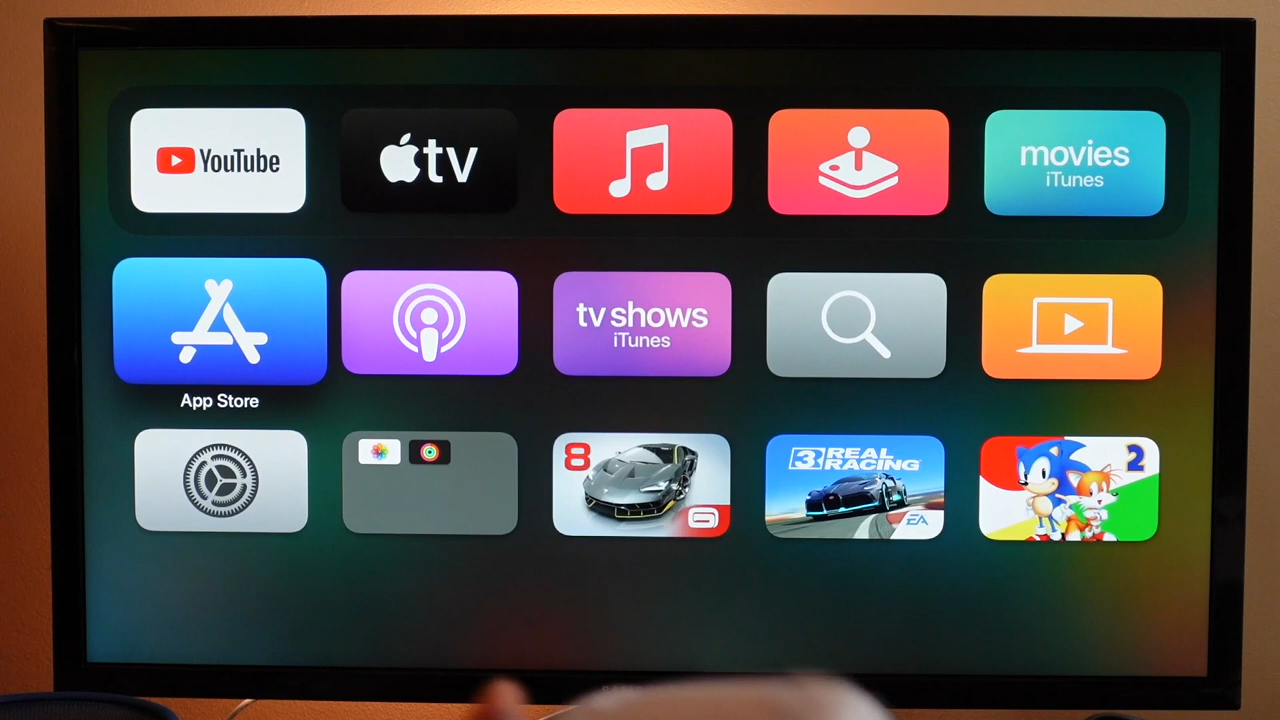 YouTube
tv
movies
iTunes
tv shows
iTunes
App Store
8
3 REAL
RACING
EA
2